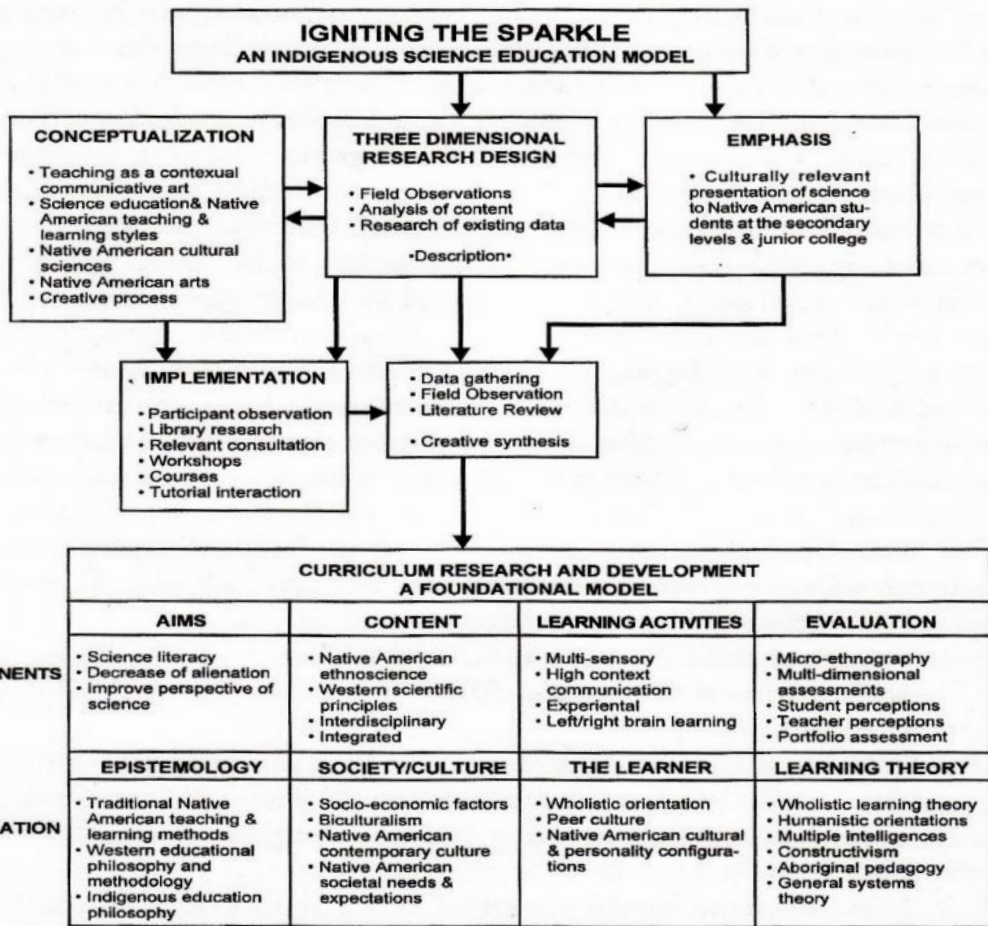 IGNITING THE SPARKLE
AN INDIGENOUS SCIENCE EDUCATION MODEL
CONCEPTUALIZATION
• Teaching as a contexual
communicative art
• Science education& Native
American teaching &
learning styles
• Native American cultural
sciences
• Native American arts
• Creative process
THREE DIMENSIONAL
RESEARCH DESIGN
• Field Observations
• Analysis of content
• Research of existing data
•Description•
EMPHASIS
• Culturally relevant
presentation of science
to Native American stu-
dents at the secondary
levels & junior college
IMPLEMENTATION
• Participant observation
• Library research
• Relevant consultation
• Workshops
• Courses
• Tutorial interaction
• Data gathering
• Field Observation
• Literature Review
• Creative synthesis
CURRICULUM RESEARCH AND DEVELOPMENT
A FOUNDATIONAL MODEL
NENTS
AIMS
• Science literacy
• Decrease of alienation
• Improve perspective of
science
CONTENT
• Native American
ethnoscience
• Western scientific
principles
• Interdisciplinary
• Integrated
LEARNING ACTIVITIES
• Multi-sensory
• High context
communication
• Experiental
• Left/right brain learning
EVALUATION
• Micro-ethnography
• Multi-dimensional
assessments
• Student perceptions
• Teacher perceptions
• Portfolio assessment
ATION
EPISTEMOLOGY
• Traditional Native
American teaching &
learning methods
• Western educational
philosophy and
methodology
• Indigenous education
philosophy
SOCIETY/CULTURE
• Socio-economic factors
• Biculturalism
• Native American
contemporary culture
• Native American
societal needs &
expectations
THE LEARNER
• Wholistic orientation
• Peer culture
• Native American cultural
& personality configura-
tions
LEARNING THEORY
• Wholistic learning theory
• Humanistic orientations
• Multiple intelligences
• Constructivism
• Aboriginal pedagogy
• General systems
theory